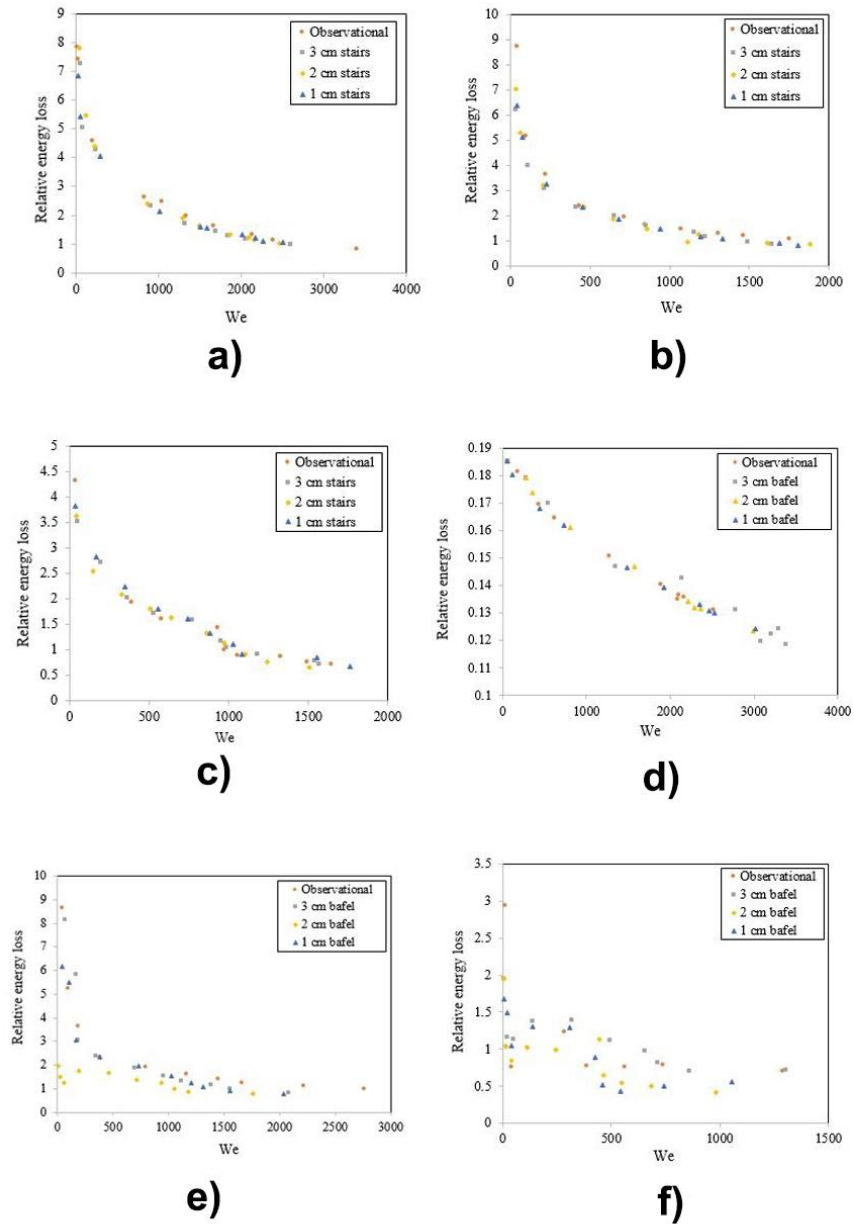 9
8
7
6
5
4
3
2
1
0
Relative energy loss
Observational
3 cm stairs
2 cm stairs
1 cm stairs
0 1000 2000 3000 4000
We
a)
10
9
8
7
6
5
4
3
2
1
0
Relative energy loss
Observational
3 cm stairs
2 cm stairs
1 cm stairs
0 500 1000 1500 2000
We
b)
5
4.5
4
3.5
3
2.5
2
1.5
1
0.5
0
Relative energy loss
Observational
3 cm stairs
2 cm stairs
1 cm stairs
0 500 1000 1500 2000
We
c)
0.19
0.18
0.17
0.16
0.15
0.14
0.13
0.12
0.1
Relative energy loss
Observational
3 cm bafel
2 cm bafel
1 cm bafel
0 1000 2000 3000 4000
We
d)
10
9
8
7
6
5
4
3
2
1
0
Relative energy loss
Observational
3 cm bafel
2 cm bafel
1 cm bafel
0 500 1000 1500 2000 2500 3000
We
e)
3.5
3
2.5
2
1.5
1
0.5
0
Relative energy loss
Observational
3 cm bafel
2 cm bafel
1 cm bafel
0 500 1000 1500
We
f)